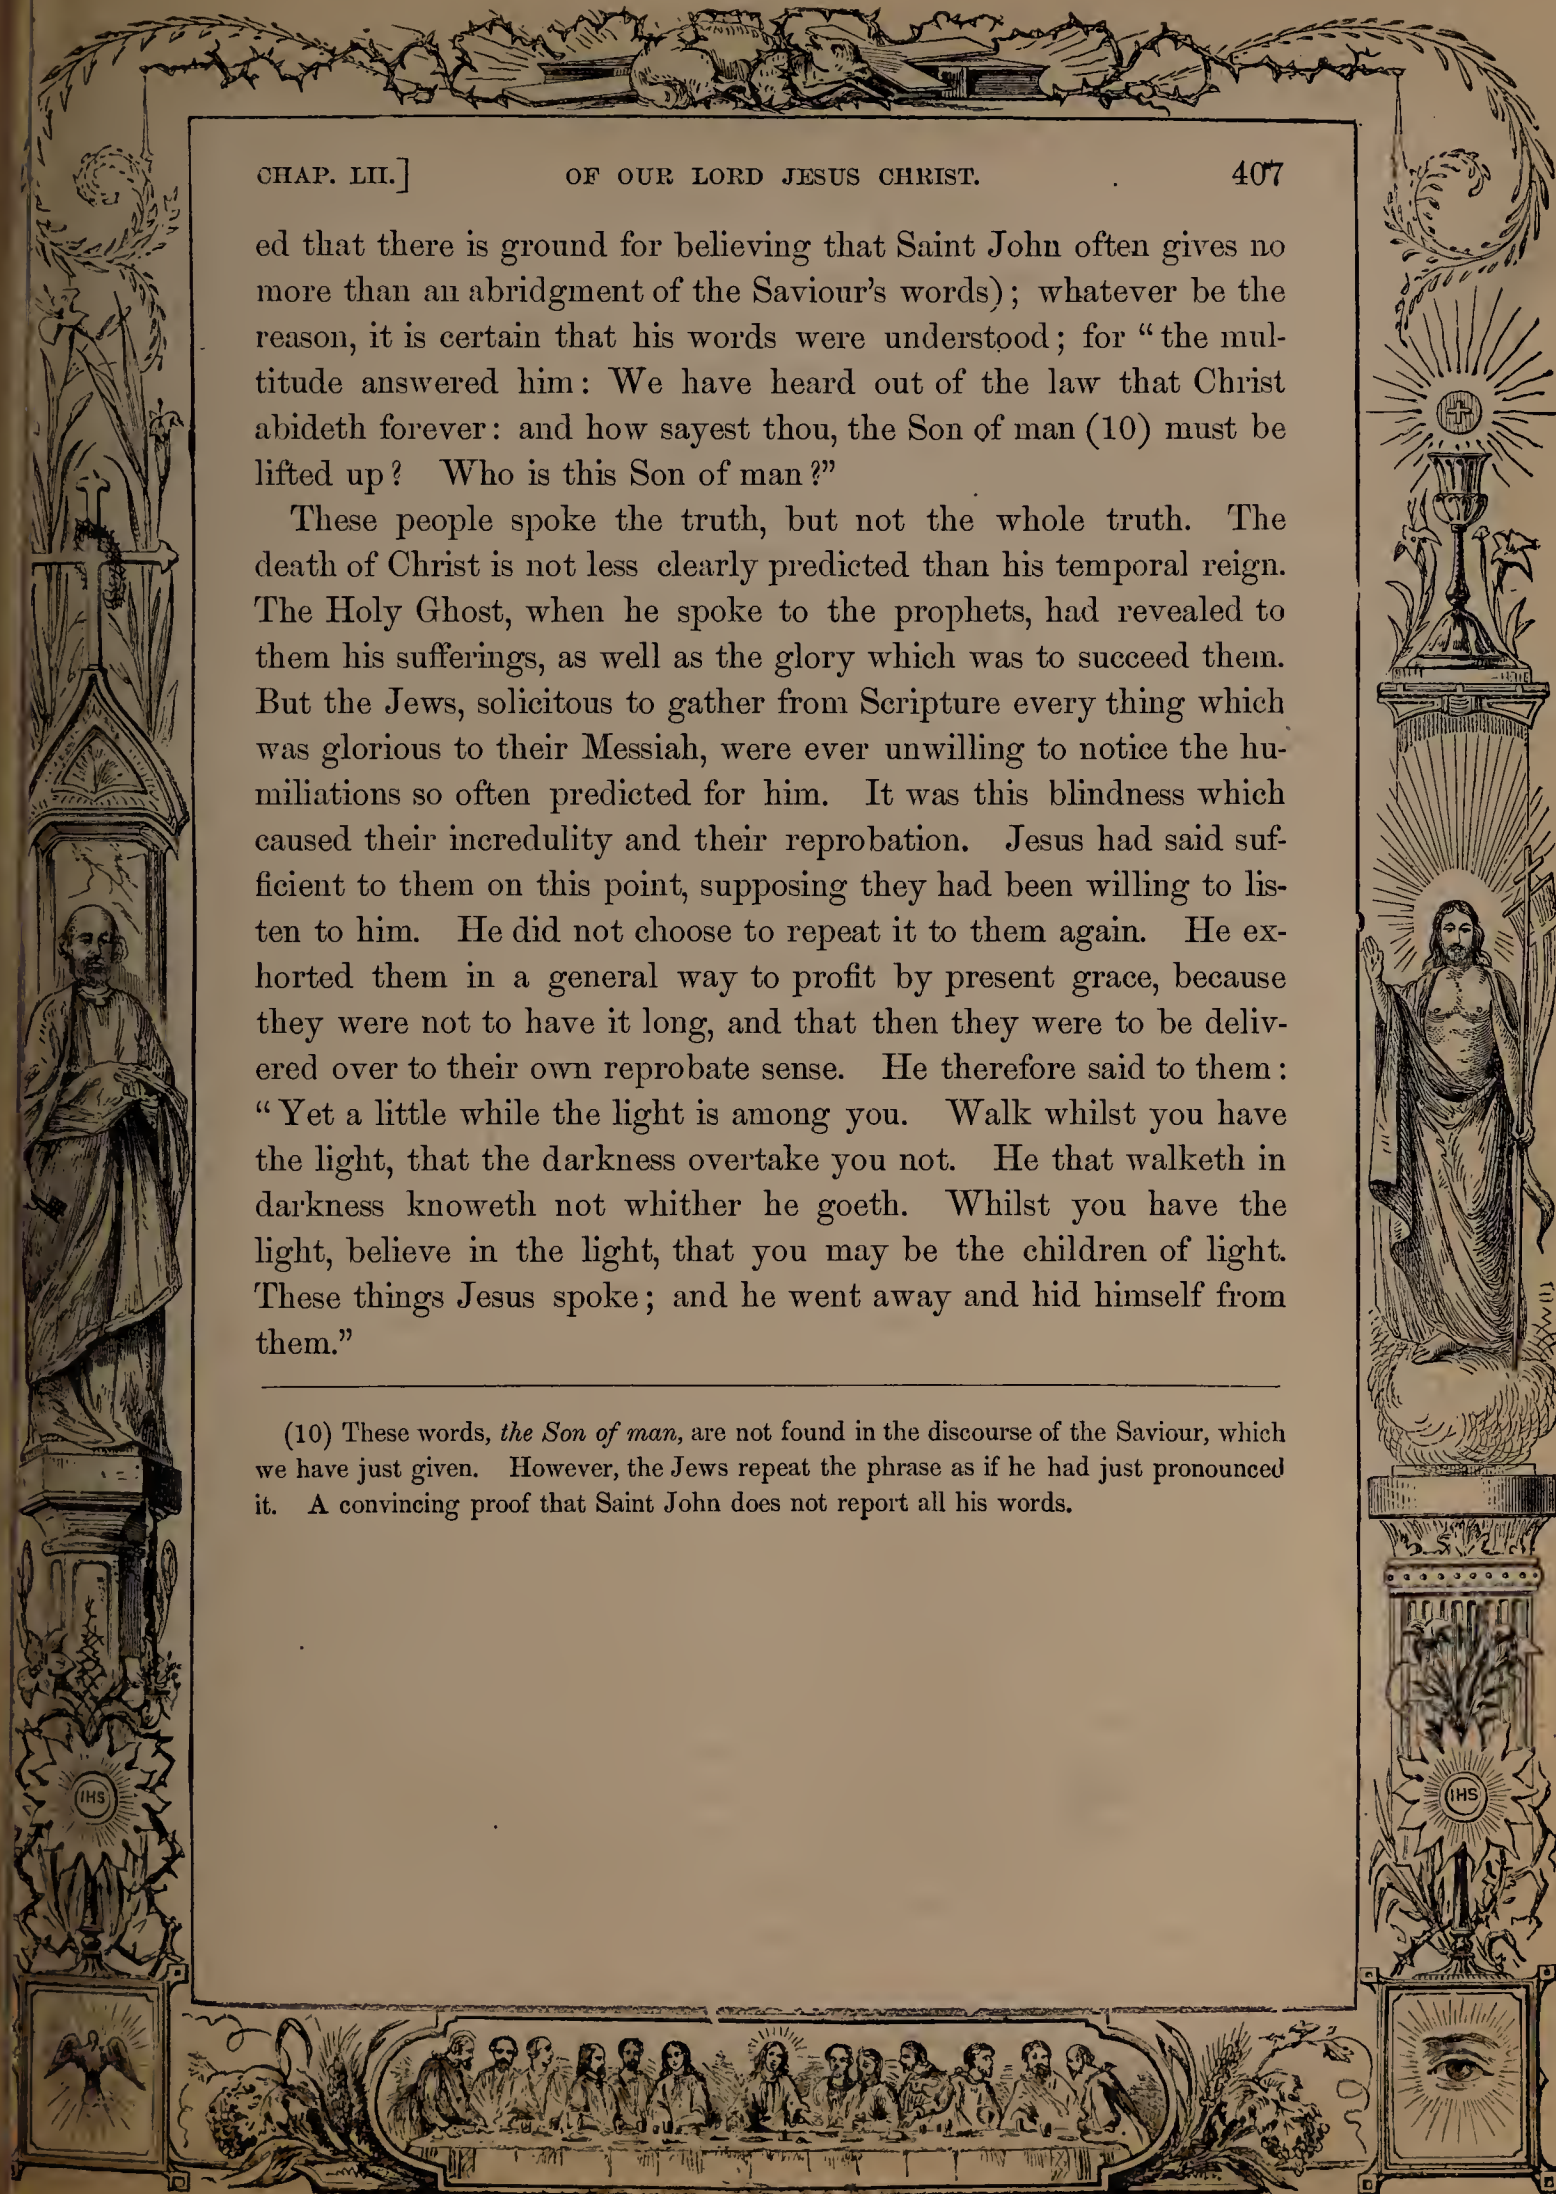 CHAP. LII.] OF OUR LORD JESUS CHRIST. 407
ed that there is ground for believing that Saint John often gives no
more than an abridgment of the Saviour's words); whatever be the
reason, it is certain that his words were understood; for “the mul-
titude answered him: We have heard out of the law that Christ
abideth forever: and how sayest thou, the Son of man (10) must be
lifted up? Who is this Son of man?”
These people spoke the truth, but not the whole truth. The
death of Christ is not less clearly predicted than his temporal reign.
The Holy Ghost, when he spoke to the prophets, had revealed to
them his sufferings, as well as the glory which was to succeed them.
But the Jews, solicitous to gather from Scripture every thing which
was glorious to their Messiah, were ever unwilling to notice the hu-
miliations so often predicted for him. It was this blindness which
caused their incredulity and their reprobation. Jesus had said suf-
ficient to them on this point, supposing they had been willing to lis-
ten to him. He did not choose to repeat it to them again. He ex-
horted them in a general way to profit by present grace, because
they were not to have it long, and that then they were to be deliv-
ered over to their own reprobate sense. He therefore said to them:
“Yet a little while the light is among you. Walk whilst you have
the light, that the darkness overtake you not. He that walketh in
darkness knoweth not whither he goeth. Whilst you have the
light, believe in the light, that you may be the children of light.
These things Jesus spoke; and he went away and hid himself from
them.”
(10) These words, the Son of man, are not found in the discourse of the Saviour, which
we have just given. However, the Jews repeat the phrase as if he had just pronounced
it. A convincing proof that Saint John does not report all his words.
IHS
IHS